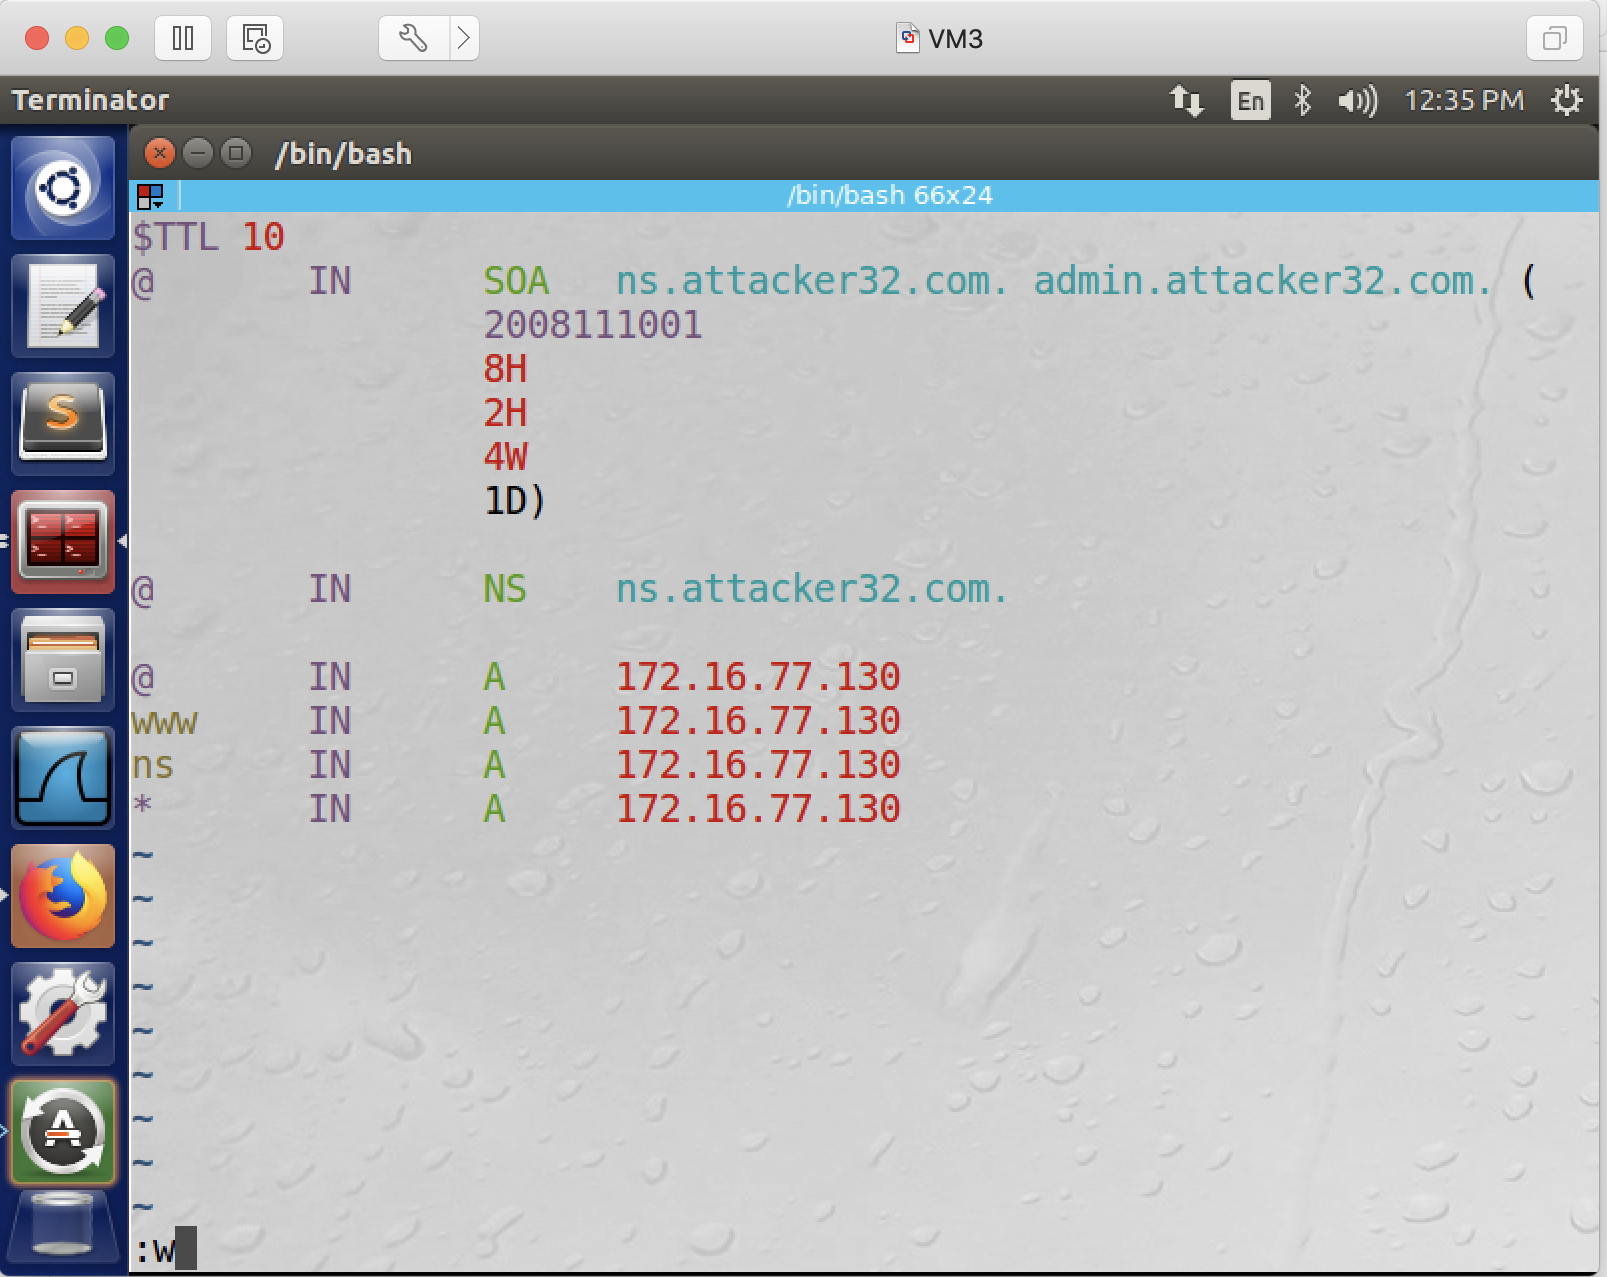 VM3
Terminator En 12:35 PM
/bin/bash
/bin/bash 66x24
$TTL 10
@ IN SOA ns.attacker32.com. admin.attacker32.com. (
2008111001
8H
2H
4W
1D)
@ IN NS ns.attacker32.com.
@ IN A 172.16.77.130
www IN A 172.16.77.130
ns IN A 172.16.77.130
* IN A 172.16.77.130
~
~
~
~
~
~
~
~
~
:w